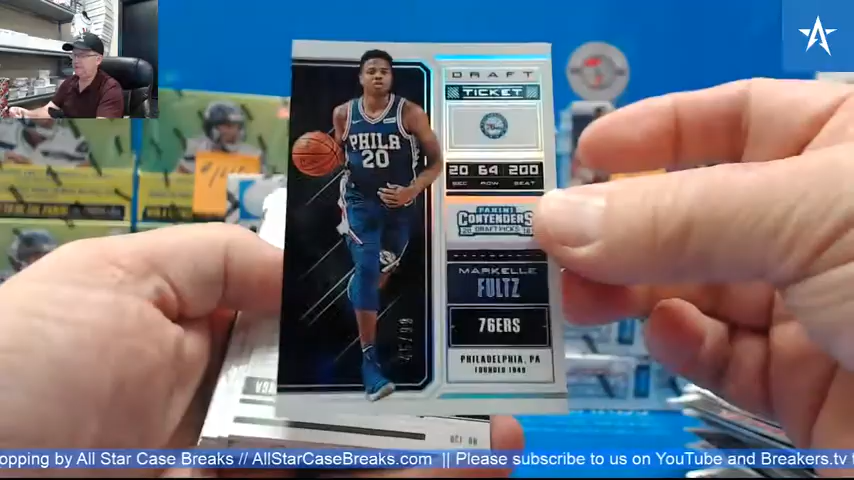 DRAFT
TICKET
20 64 200
SEC ROW SEAT
PANINI
CONTENDERS
DRAFT PICKS
MARKELLE
FULTZ
76ERS
PHILADELPHIA, PA
FOUNDED 1949
PHILA
20
45/99
opping by All Star Case Breaks // AllStarCaseBreaks.com || Please subscribe to us on YouTube and Breakers.tv